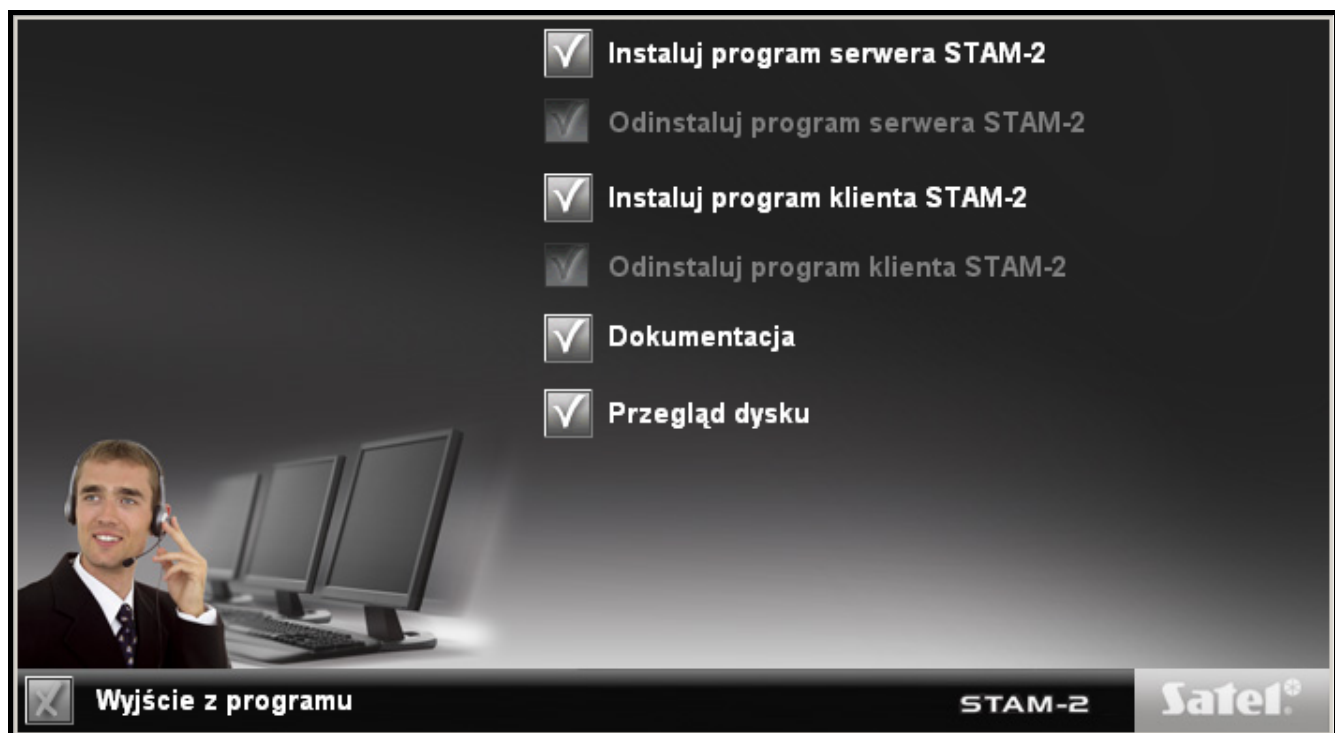 Instaluj program serwera STAM-2
Odinstaluj program serwera STAM-2
Instaluj program klienta STAM-2
Odinstaluj program klienta STAM-2
Dokumentacja
Przegląd dysku
Wyjście z programu
STAM-2
Satel®